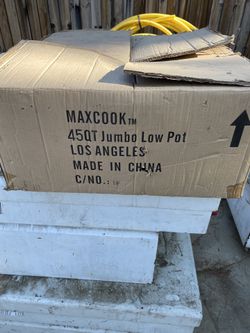 MAXCOOK™
45QT Jumbo Low Pot
LOS ANGELES
MADE IN CHINA
C/NO.: